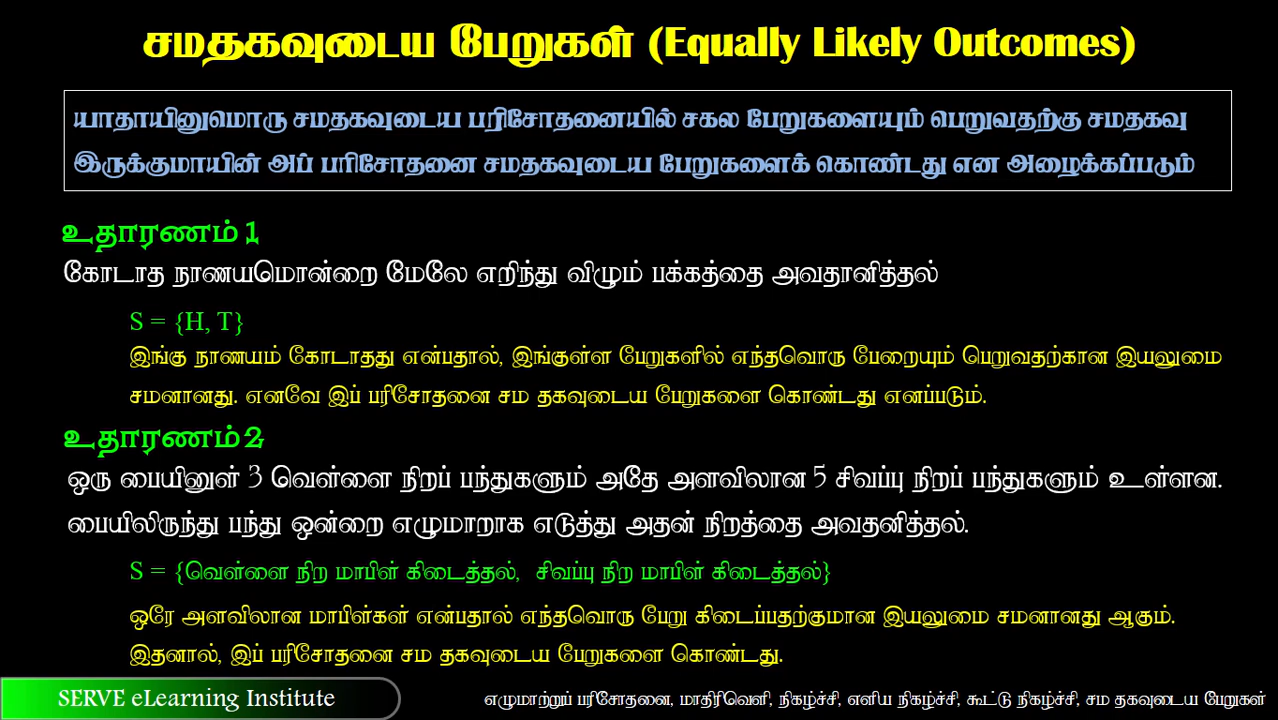 சமதகவுடைய பேறுகள் (Equally Likely Outcomes)
யாதாயினுமொரு சமதகவுடைய பரிசோதனையில் சகல பேறுகளையும் பெறுவதற்கு சமதகவு
இருக்குமாயின் அப் பரிசோதனை சமதகவுடைய பேறுகளைக் கொண்டது என அழைக்கப்படும்
உதாரணம் 1
கோடாத நாணயமொன்றை மேலே எறிந்து விழும் பக்கத்தை அவதானித்தல்
S = {H, T}
இங்கு நாணயம் கோடாதது என்பதால், இங்குள்ள பேறுகளில் எந்தவொரு பேறையும் பெறுவதற்கான இயலுமை
சமனானது. எனவே இப் பரிசோதனை சம தகவுடைய பேறுகளை கொண்டது எனப்படும்.
உதாரணம் 2
ஒரு பையினுள் 3 வெள்ளை நிறப் பந்துகளும் அதே அளவிலான 5 சிவப்பு நிறப் பந்துகளும் உள்ளன.
பையிலிருந்து பந்து ஒன்றை எழுமாறாக எடுத்து அதன் நிறத்தை அவதனித்தல்.
S = {வெள்ளை நிற மாபிள் கிடைத்தல், சிவப்பு நிற மாபிள் கிடைத்தல்}
ஒரே அளவிலான மாபிள்கள் என்பதால் எந்தவொரு பேறு கிடைப்பதற்குமான இயலுமை சமனானது ஆகும்.
இதனால், இப் பரிசோதனை சம தகவுடைய பேறுகளை கொண்டது.
SERVE eLearning Institute
எழுமாற்றுப் பரிசோதனை, மாதிரிவெளி, நிகழ்ச்சி, எளிய நிகழ்ச்சி, கூட்டு நிகழ்ச்சி, சம தகவுடைய பேறுகள்